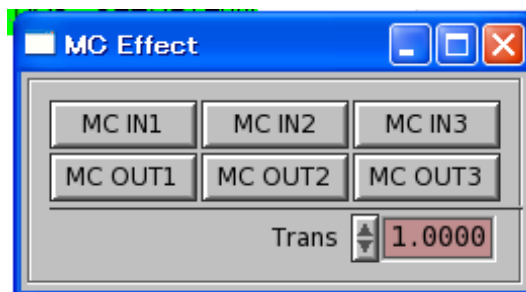 MC Effect
MC IN1 MC IN2 MC IN3
MC OUT1 MC OUT2 MC OUT3
Trans 1.0000